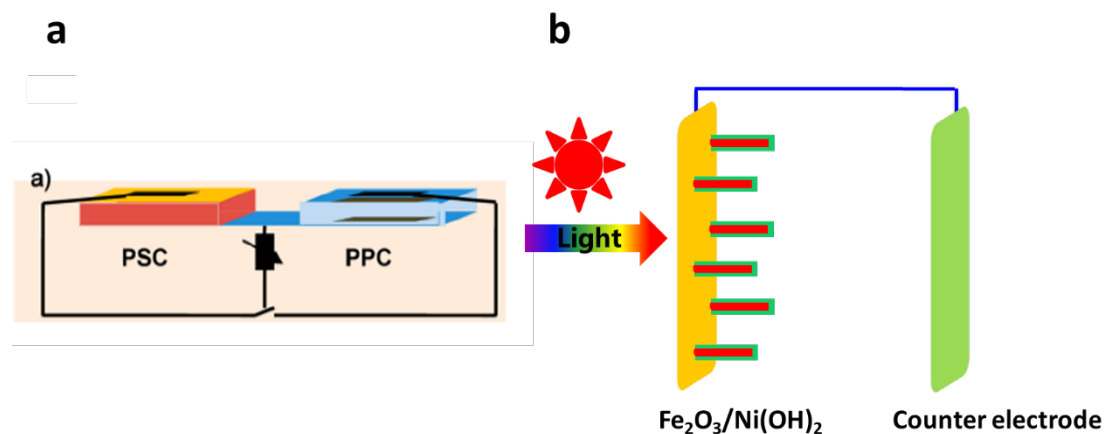 a
b
a)
PSC
PPC
Light
Fe₂O₃/Ni(OH)₂
Counter electrode